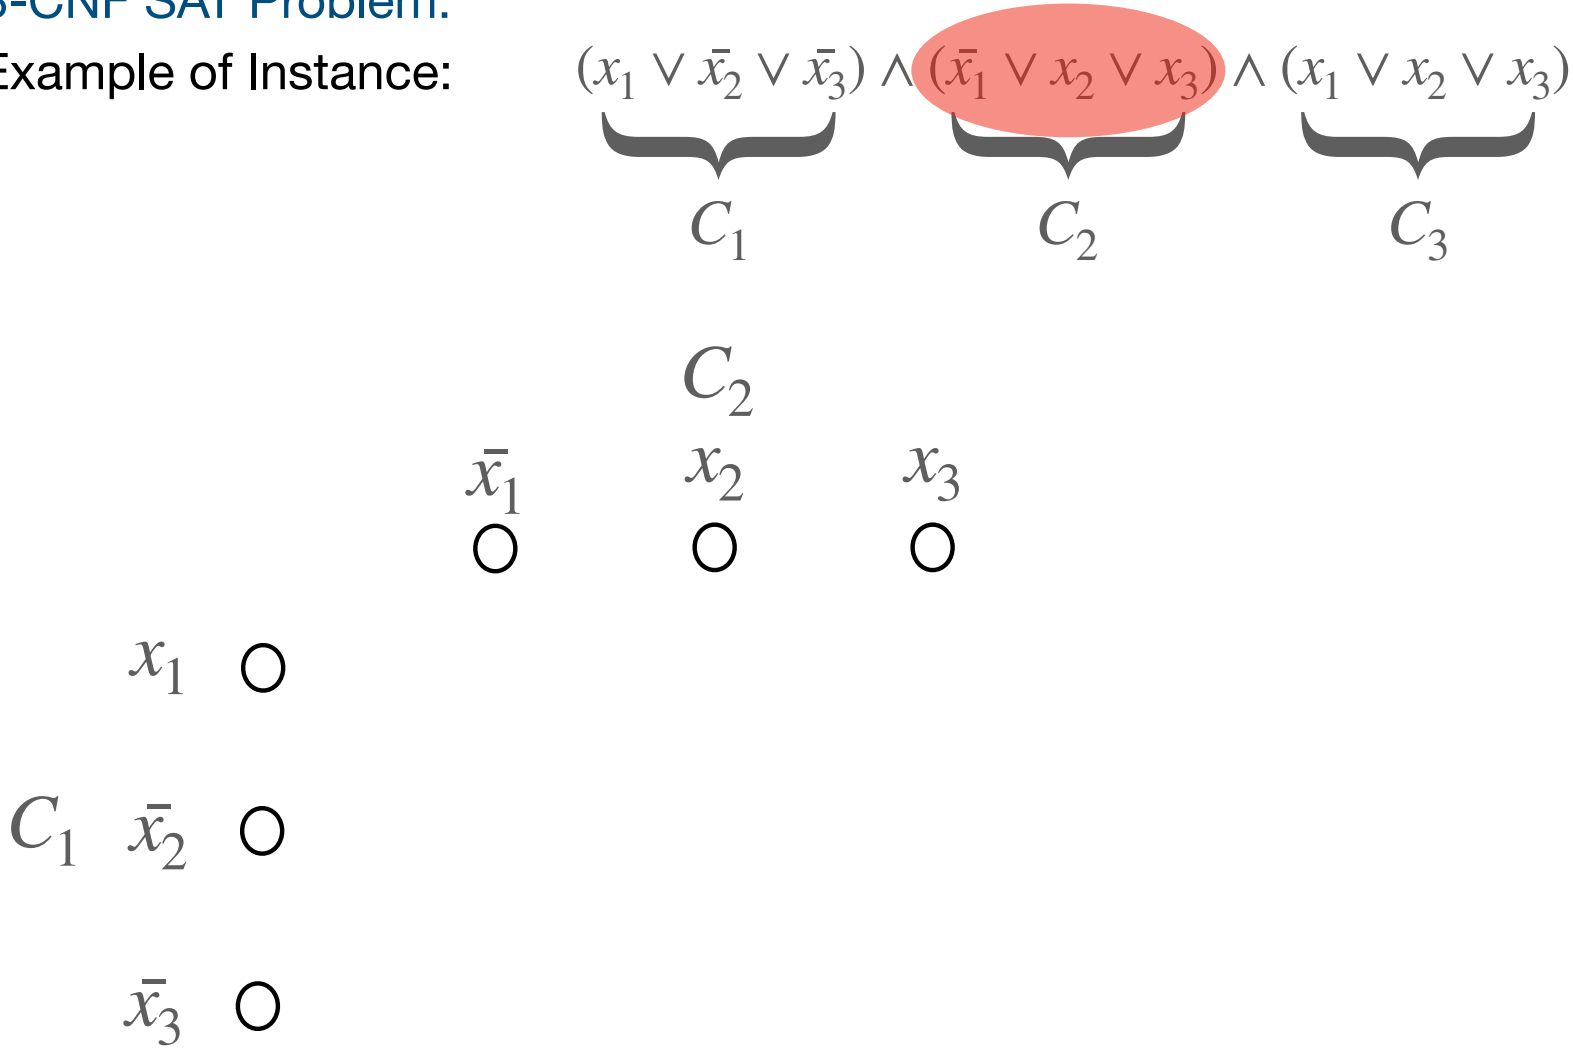 3-CNF SAT Problem:
Example of Instance: (x₁ ∨ x̄₂ ∨ x̄₃) ∧ (x̄₁ ∨ x₂ ∨ x₃) ∧ (x₁ ∨ x₂ ∨ x₃)
C₁ C₂ C₃
C₂
x̄₁ x₂ x₃
x₁
C₁ x̄₂
x̄₃